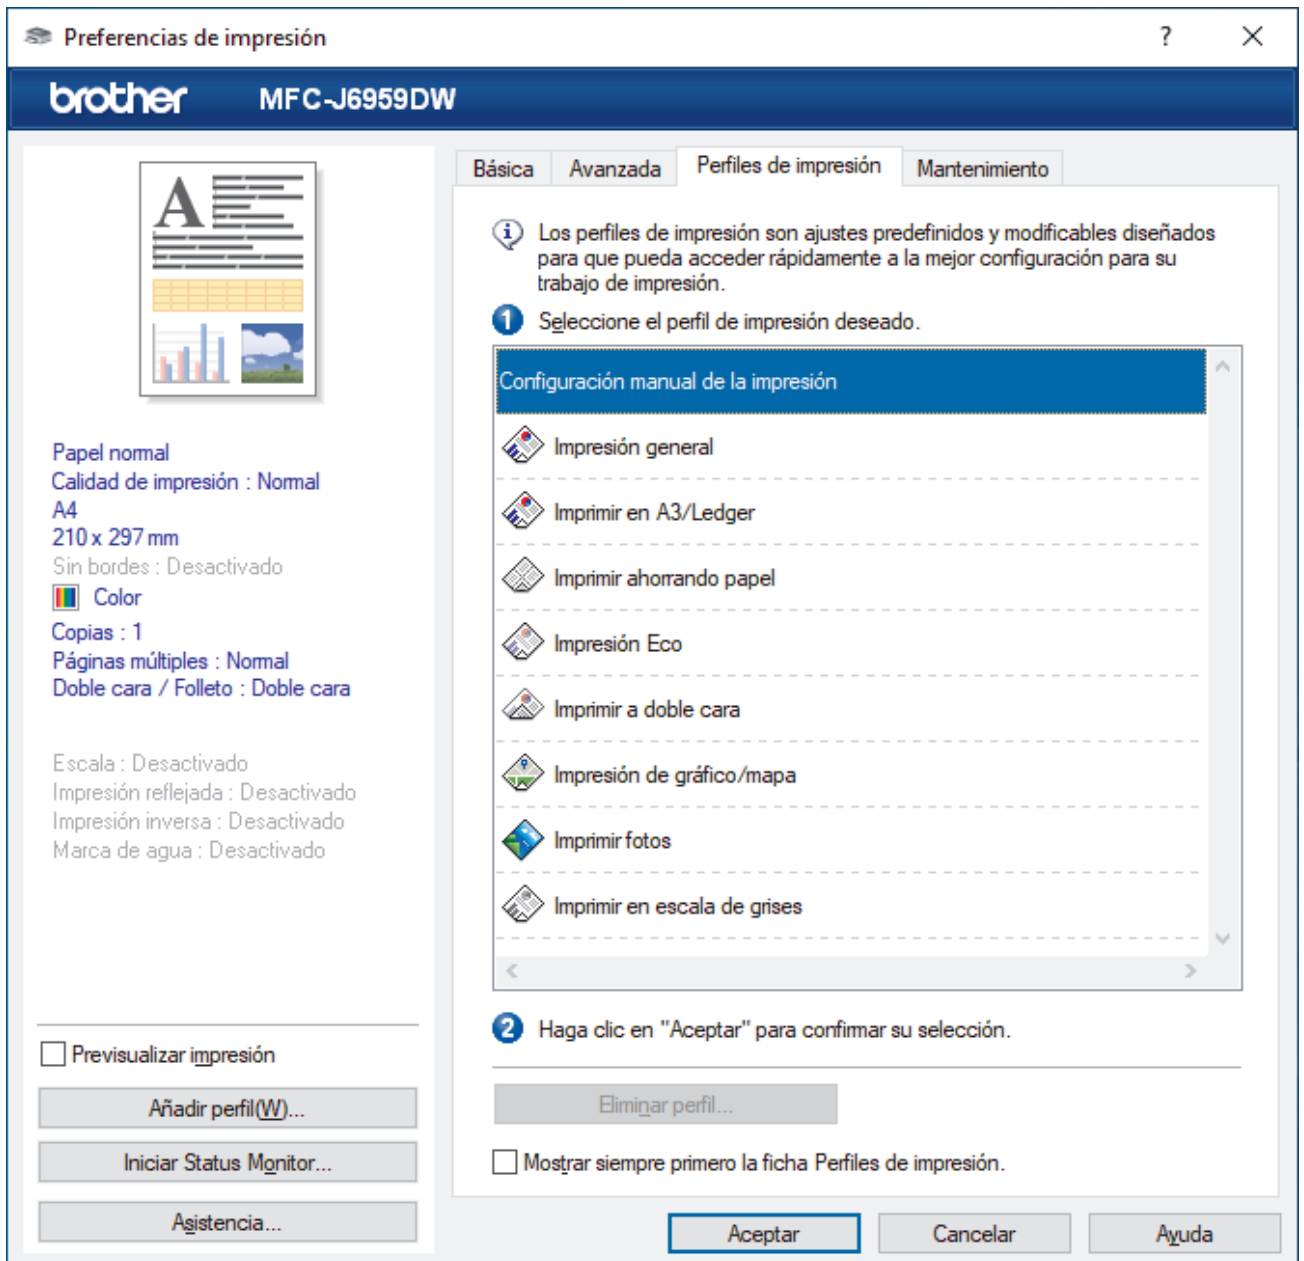 Preferencias de impresión
?
brother
MFC-J6959DW
A
Papel normal
Calidad de impresión : Normal
A4
210 x 297 mm
Sin bordes : Desactivado
Color
Copias : 1
Páginas múltiples : Normal
Doble cara / Folleto : Doble cara
Escala : Desactivado
Impresión reflejada : Desactivado
Impresión inversa : Desactivado
Marca de agua : Desactivado
Previsualizar impresión
Añadir perfil(W)...
Iniciar Status Monitor...
Asistencia...
Básica
Avanzada
Perfiles de impresión
Mantenimiento
i
Los perfiles de impresión son ajustes predefinidos y modificables diseñados
para que pueda acceder rápidamente a la mejor configuración para su
trabajo de impresión.
1 Seleccione el perfil de impresión deseado.
Configuración manual de la impresión
Impresión general
Imprimir en A3/Ledger
Imprimir ahorrando papel
Impresión Eco
Imprimir a doble cara
Impresión de gráfico/mapa
Imprimir fotos
Imprimir en escala de grises
2 Haga clic en "Aceptar" para confirmar su selección.
Eliminar perfil...
Mostrar siempre primero la ficha Perfiles de impresión.
Aceptar
Cancelar
Ayuda